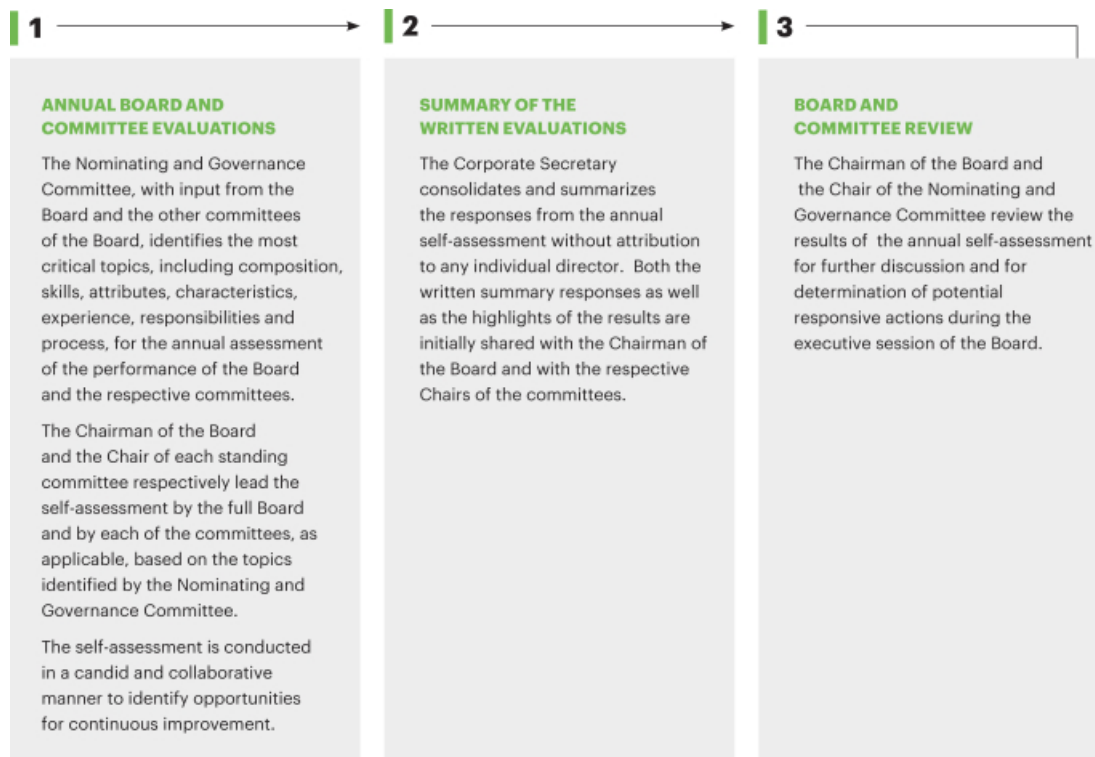 1
ANNUAL BOARD AND
COMMITTEE EVALUATIONS
The Nominating and Governance
Committee, with input from the
Board and the other committees
of the Board, identifies the most
critical topics, including composition,
skills, attributes, characteristics,
experience, responsibilities and
process, for the annual assessment
of the performance of the Board
and the respective committees.
The Chairman of the Board
and the Chair of each standing
committee respectively lead the
self-assessment by the full Board
and by each of the committees, as
applicable, based on the topics
identified by the Nominating and
Governance Committee.
The self-assessment is conducted
in a candid and collaborative
manner to identify opportunities
for continuous improvement.
2
SUMMARY OF THE
WRITTEN EVALUATIONS
The Corporate Secretary
consolidates and summarizes
the responses from the annual
self-assessment without attribution
to any individual director.  Both the
written summary responses as well
as the highlights of the results are
initially shared with the Chairman of
the Board and with the respective
Chairs of the committees.
3
BOARD AND
COMMITTEE REVIEW
The Chairman of the Board and
the Chair of the Nominating and
Governance Committee review the
results of  the annual self-assessment
for further discussion and for
determination of potential
responsive actions during the
executive session of the Board.